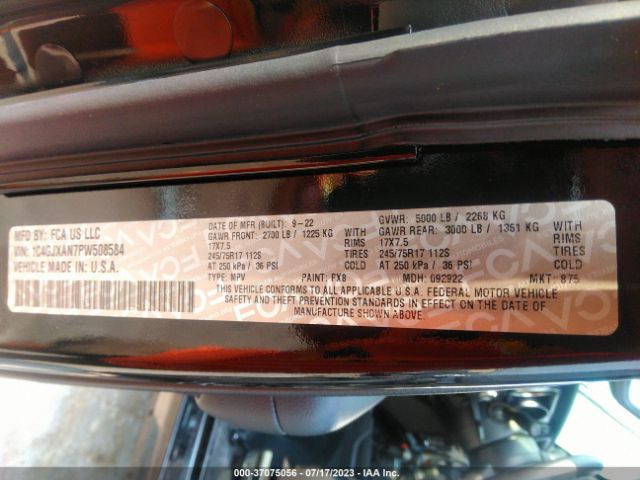 MFD BY: FCA US LLC
VIN: 1C4GJXAN7PW508584
VEHICLE MADE IN U.S.A.
DATE OF MFR (BUILT): 9-22 GVWR: 5000 LB / 2268 KG
GAWR FRONT: 2700 LB / 1225 KG WITH GAWR REAR: 3000 LB / 1361 KG WITH
17X7.5 RIMS 17X7.5 RIMS
245/75R17 112S TIRES 245/75R17 112S TIRES
AT 250 kPa / 36 PSI COLD AT 250 kPa / 36 PSI COLD
TYPE: MPV PAINT: PX8 MDH: 092922 MKT: 875
THIS VEHICLE CONFORMS TO ALL APPLICABLE U.S.A. FEDERAL MOTOR VEHICLE
SAFETY AND THEFT PREVENTION STANDARDS IN EFFECT ON THE DATE OF
MANUFACTURE SHOWN ABOVE.
000-37075056 - 07/17/2023 - IAA Inc.